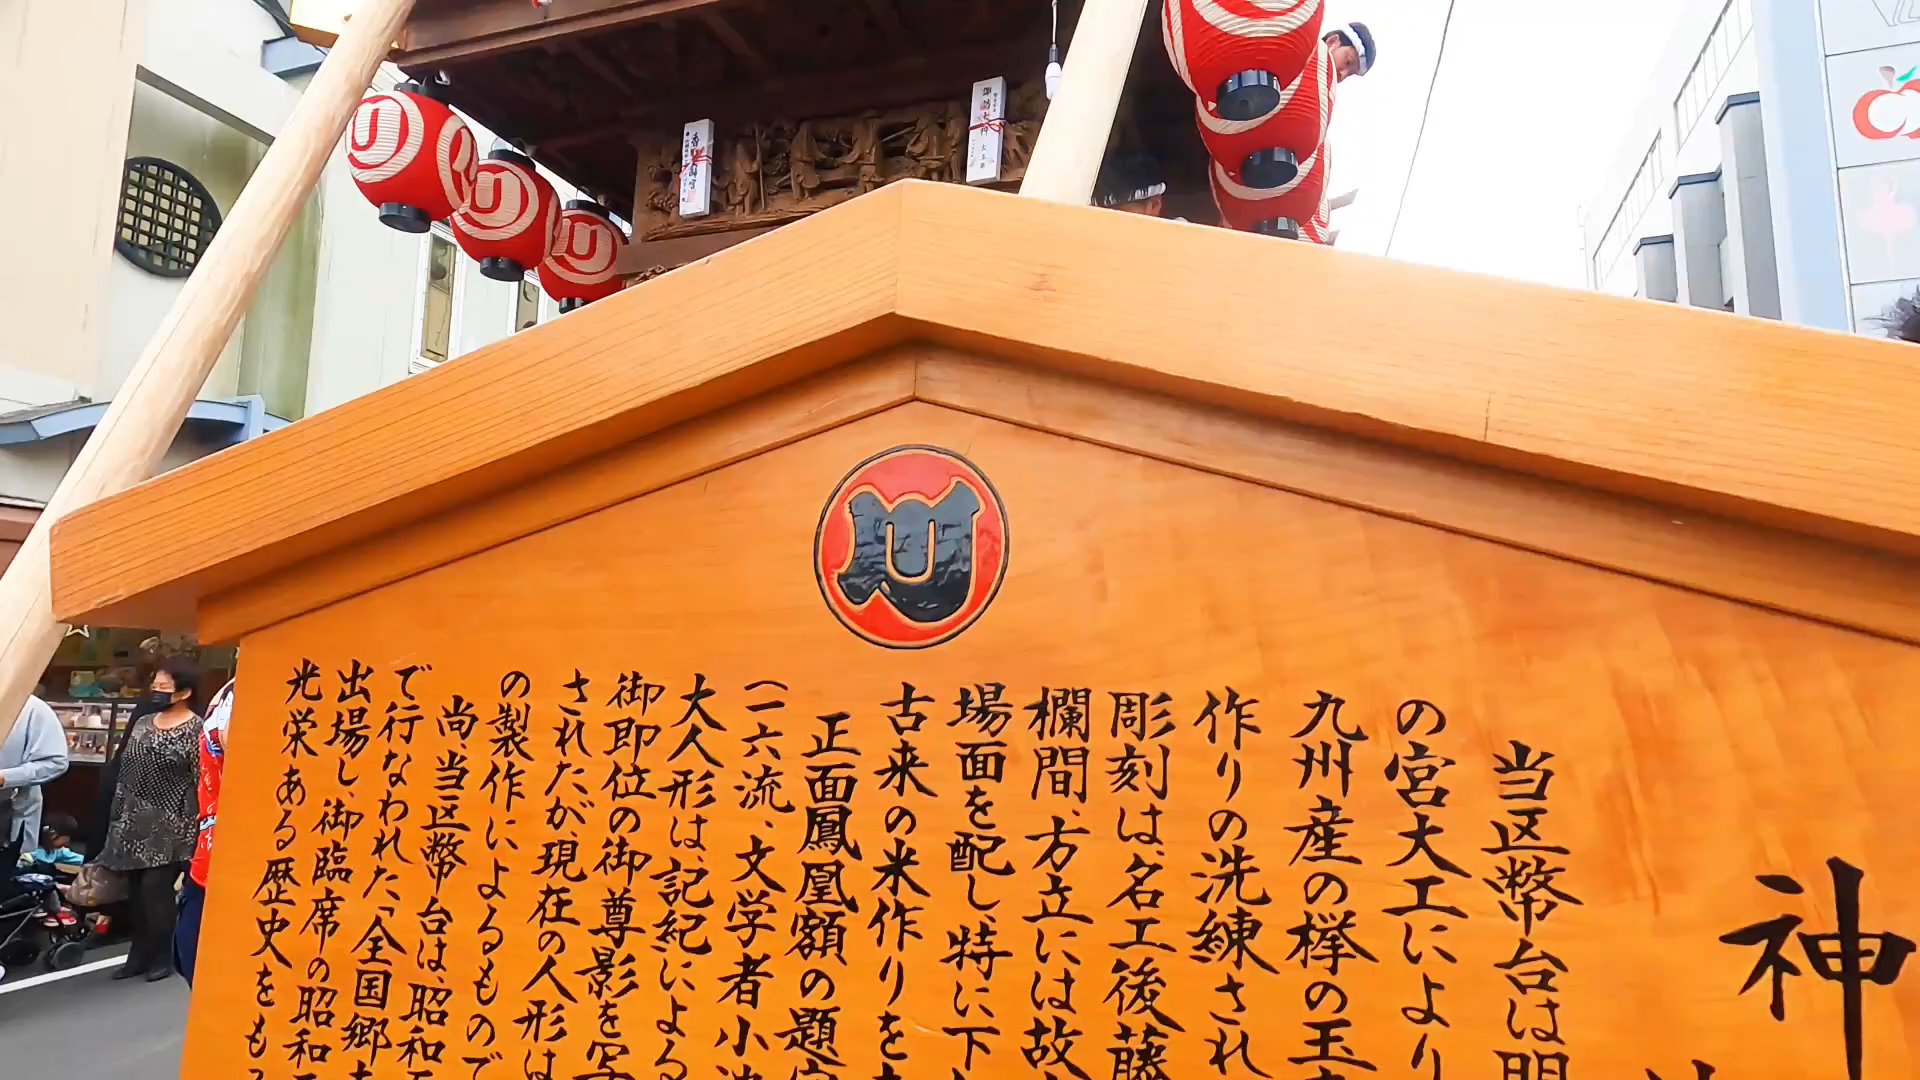 神
当区幣台は明
の宮大工により
九州産の欅の玉
作りの洗練され
彫刻は、名工後藤
欄間、方立には故
場面を配し、特に下
古来の米作りを
正面鳳凰額の題字
(一六流、文学者小
大人形は、記紀による
御即位の御尊影を写
されたが、現在の人形は
の製作によるもので
尚、当区幣台は、昭和
で行なわれた「全国郷
出場し、御臨席の昭和
光栄ある歴史をも